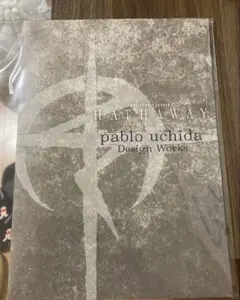 HATHAWAY
pablo uchida
Design Works